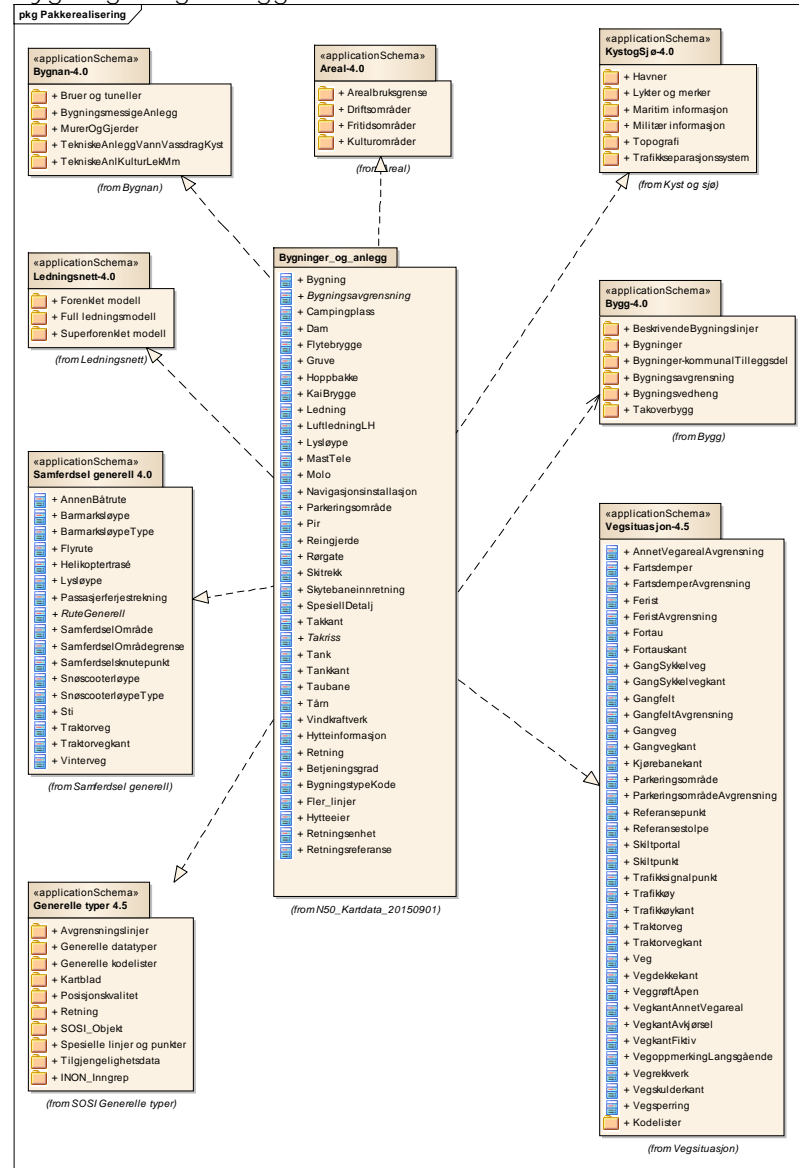 pkg Pakkerealisering
«applicationSchema»
Bygnan-4.0
+ Bruer og tuneller
+ BygningsmessigeAnlegg
+ MurerOgGjerder
+ TekniskeAnleggVannVassdragKyst
+ TekniskeAnlKulturLekMm
(from Bygnan)
«applicationSchema»
Areal-4.0
+ Arealbruksgrense
+ Driftsområder
+ Fritidsområder
+ Kulturområder
(from Areal)
«applicationSchema»
KystogSjø-4.0
+ Havner
+ Lykter og merker
+ Maritim informasjon
+ Militær informasjon
+ Topografi
+ Trafikkseparasjonssystem
(from Kyst og sjø)
«applicationSchema»
Ledningsnett-4.0
+ Forenklet modell
+ Full ledningsmodell
+ Superforenklet modell
(from Ledningsnett)
Bygninger_og_anlegg
+ Bygning
+ Bygningsavgrensning
+ Campingplass
+ Dam
+ Flytebrygge
+ Gruve
+ Hoppbakke
+ KaiBrygge
+ Ledning
+ LuftledningLH
+ Lysløype
+ MastTele
+ Molo
+ Navigasjonsinstallasjon
+ Parkeringsområde
+ Pir
+ Reingjerde
+ Rørgate
+ Skitrekk
+ Skytebaneinnretning
+ SpesiellDetalj
+ Takkant
+ Takriss
+ Tank
+ Tankkant
+ Taubane
+ Tårn
+ Vindkraftverk
+ Hytteinformasjon
+ Retning
+ Betjeningsgrad
+ BygningstypeKode
+ Fler_linjer
+ Hytteeier
+ Retningsenhet
+ Retningsreferanse
(from N50_Kartdata_20150901)
«applicationSchema»
Bygg-4.0
+ BeskrivendeBygningslinjer
+ Bygninger
+ Bygninger-kommunalTilleggsdel
+ Bygningsavgrensning
+ Bygningsvedheng
+ Takoverbygg
(from Bygg)
«applicationSchema»
Samferdsel generell 4.0
+ AnnenBåtrute
+ Barmarksløype
+ BarmarksløypeType
+ Flyrute
+ Helikoptertrasé
+ Lysløype
+ Passasjerferjestrekning
+ RuteGenerell
+ SamferdselOmråde
+ SamferdselOmrådegrense
+ Samferdselsknutepunkt
+ Snøscooterløype
+ SnøscooterløypeType
+ Sti
+ Traktorveg
+ Traktorvegkant
+ Vinterveg
(from Samferdsel generell)
«applicationSchema»
Vegsituasjon-4.5
+ AnnetVegarealAvgrensning
+ Fartsdemper
+ FartsdemperAvgrensning
+ Ferist
+ FeristAvgrensning
+ Fortau
+ Fortauskant
+ GangSykkelveg
+ GangSykkelvegkant
+ Gangfelt
+ GangfeltAvgrensning
+ Gangveg
+ Gangvegkant
+ Kjørebanekant
+ Parkeringsområde
+ ParkeringsområdeAvgrensning
+ Referansepunkt
+ Referansestolpe
+ Skiltportal
+ Skiltpunkt
+ Trafikksignalpunkt
+ Trafikkøy
+ Trafikkøykant
+ Traktorveg
+ Traktorvegkant
+ Veg
+ Vegdekkekant
+ VeggrøftÅpen
+ VegkantAnnetVegareal
+ VegkantAvkjørsel
+ VegkantFiktiv
+ VegoppmerkingLangsgående
+ Vegrekkverk
+ Vegskulderkant
+ Vegsperring
+ Kodelister
(from Vegsituasjon)
«applicationSchema»
Generelle typer 4.5
+ Avgrensningslinjer
+ Generelle datatyper
+ Generelle kodelister
+ Kartblad
+ Posisjonskvalitet
+ Retning
+ SOSI_Objekt
+ Spesielle linjer og punkter
+ Tilgjengelighetsdata
+ INON_Inngrep
(from SOSI Generelle typer)